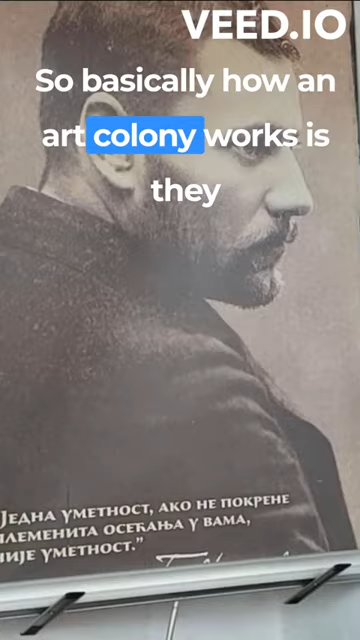 VEED.IO
So basically how an
art colony works is
they
Једна уметност, ако не покрене
племенита осећања у вама,
није уметност.”